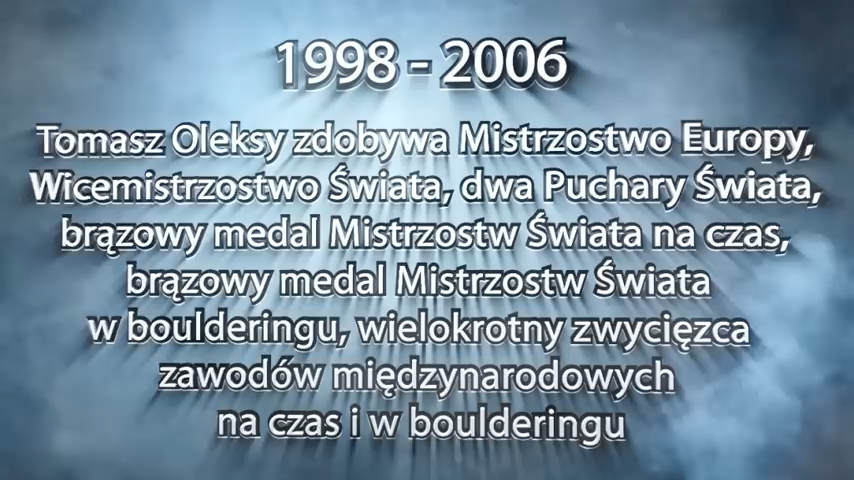 1998 - 2006
Tomasz Oleksy zdobywa Mistrzostwo Europy,
Wicemistrzostwo Świata, dwa Puchary Świata,
brązowy medal Mistrzostw Świata na czas,
brązowy medal Mistrzostw Świata
w boulderingu, wielokrotny zwycięzca
zawodów międzynarodowych
na czas i w boulderingu